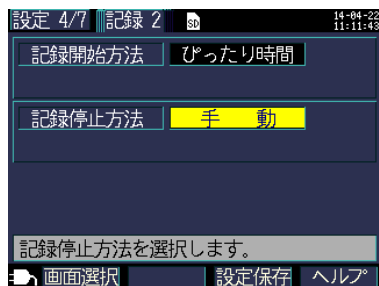 設定 4/7 記録 2 SD 14-04-22
11:11:43
記録開始方法 ぴったり時間
記録停止方法 手 動
記録停止方法を選択します。
画面選択 設定保存 ヘルプ